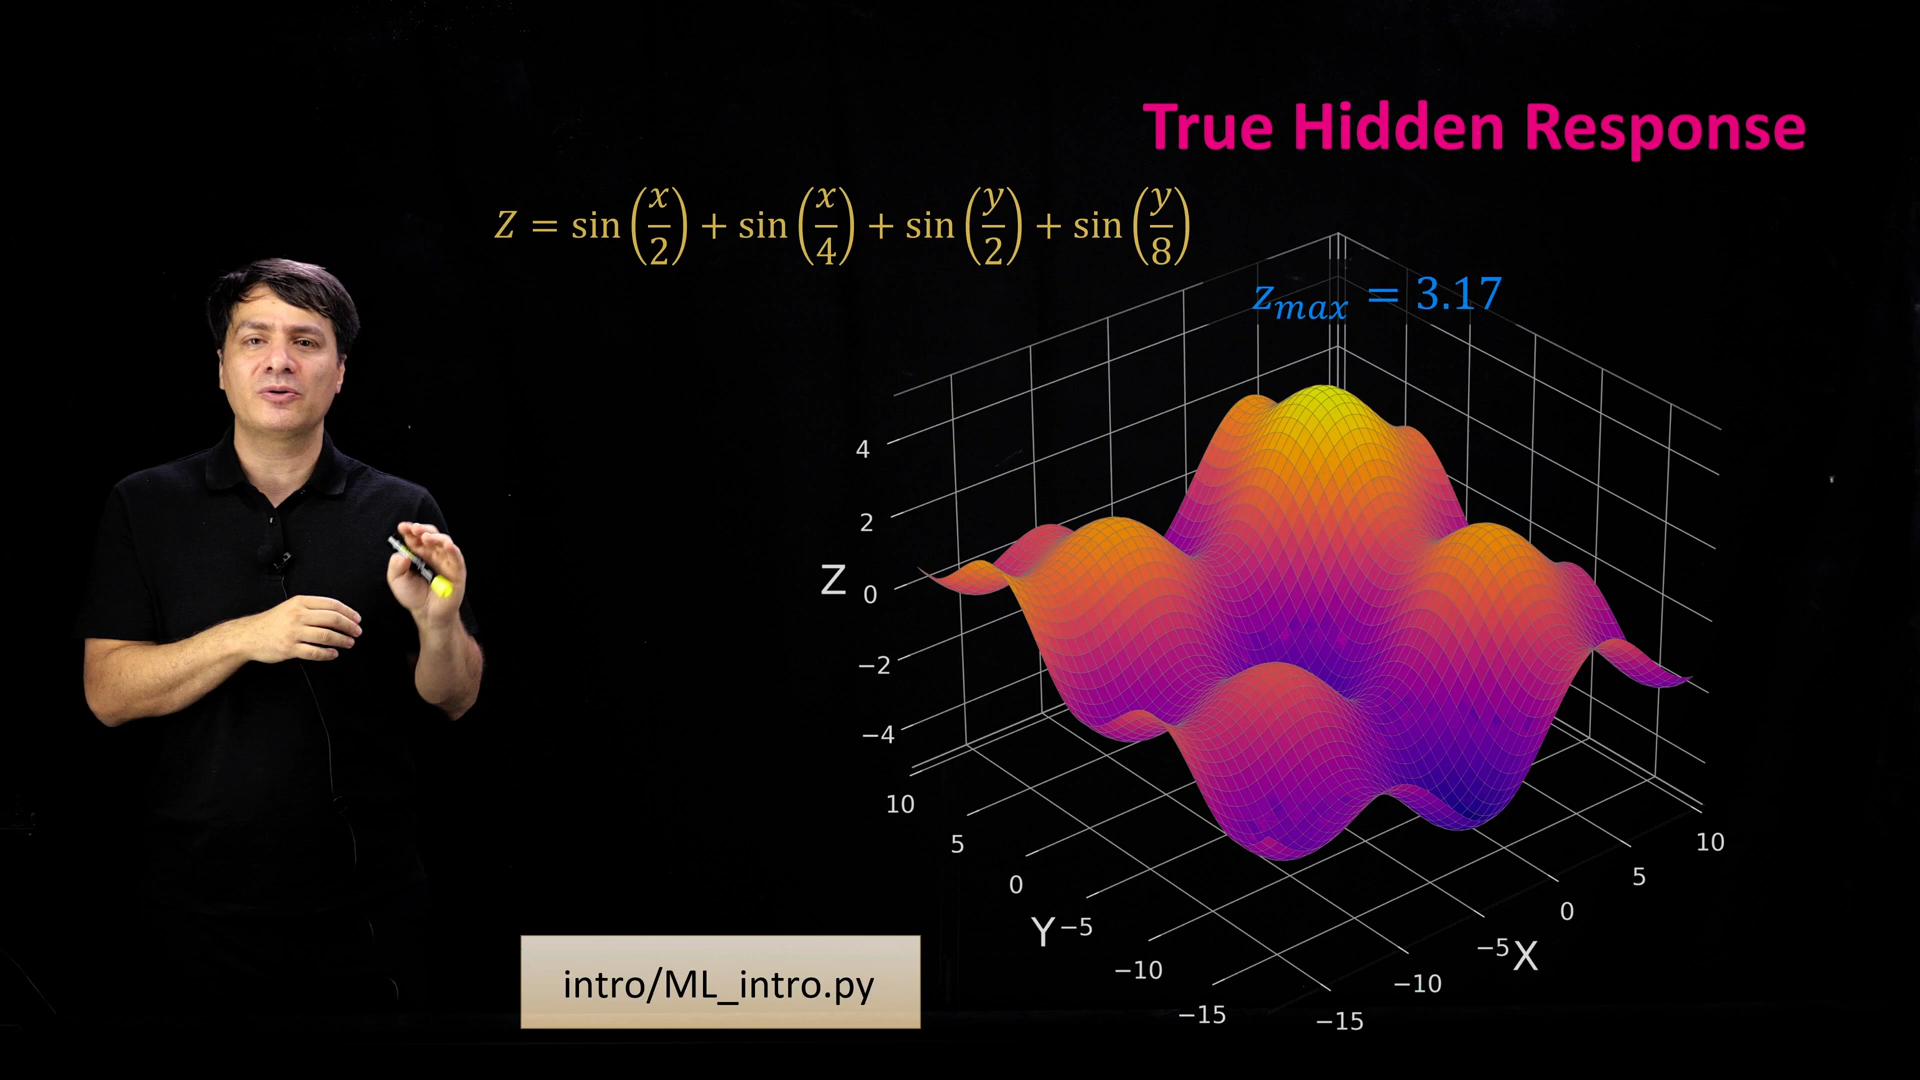 True Hidden Response
Z = sin(x/2) + sin(x/4) + sin(y/2) + sin(y/8)
z_max = 3.17
4
2
Z 0
−2
−4
10
5
0
Y −5
−10
−15
10
5
0
−5 X
−10
−15
intro/ML_intro.py